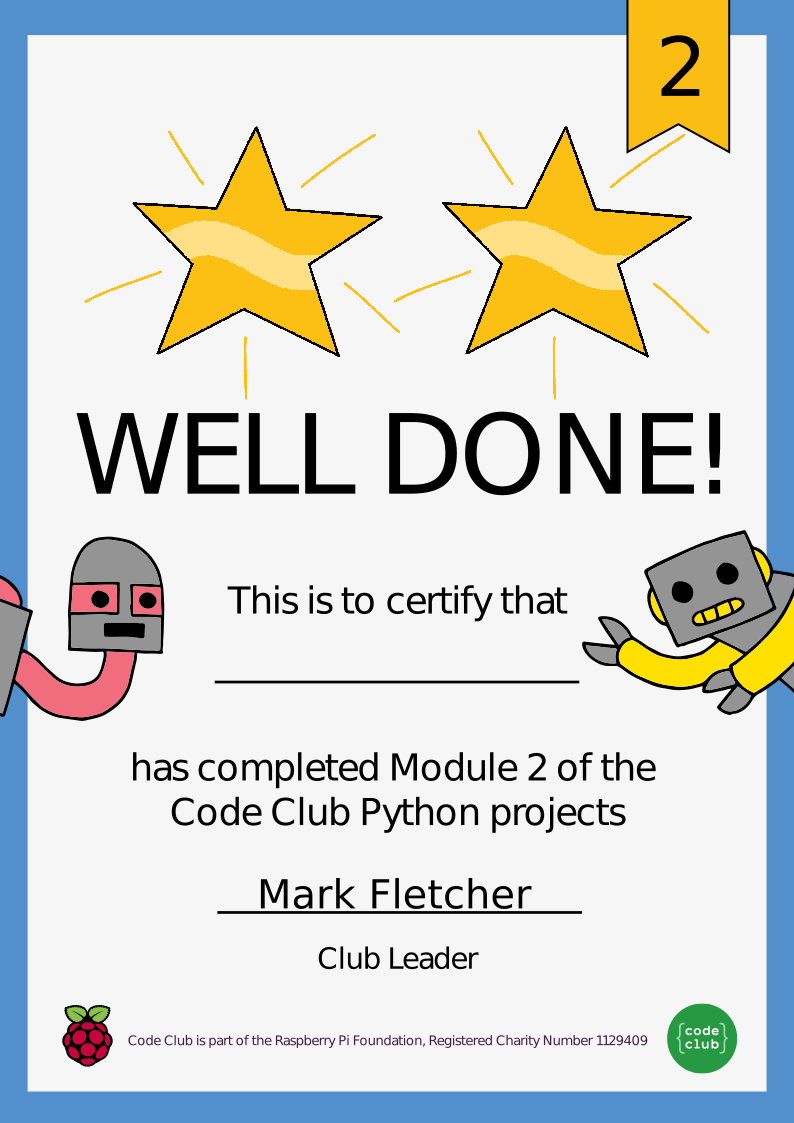 2
WELL DONE!
This is to certify that
has completed Module 2 of the
Code Club Python projects
Mark Fletcher
Club Leader
Code Club is part of the Raspberry Pi Foundation, Registered Charity Number 1129409
code
club